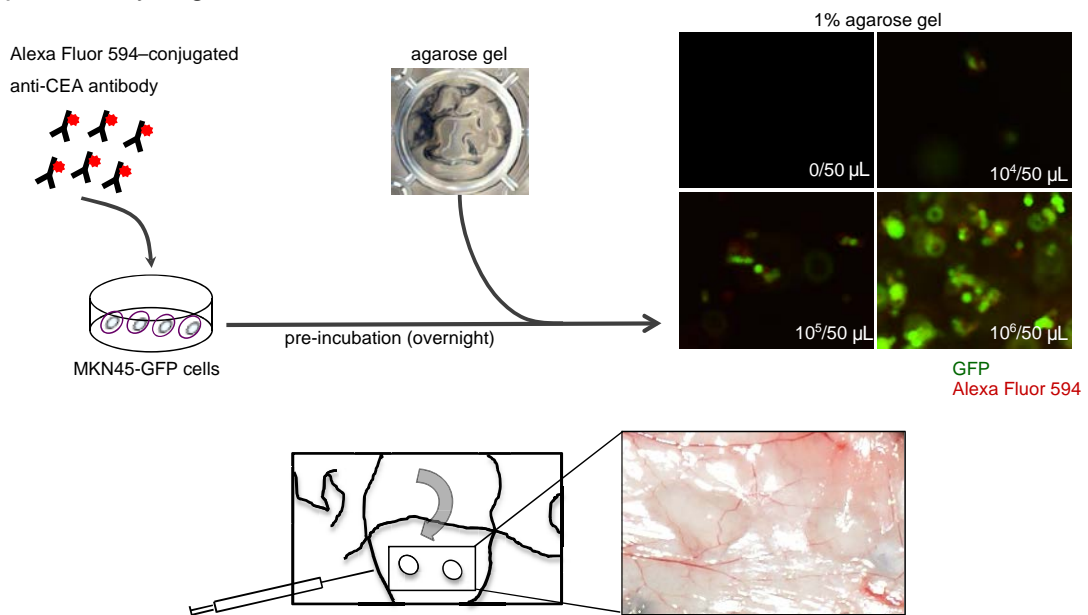 1% agarose gel
Alexa Fluor 594–conjugated
anti-CEA antibody
agarose gel
0/50 µL
10⁴/50 µL
10⁵/50 µL
10⁶/50 µL
pre-incubation (overnight)
MKN45-GFP cells
GFP
Alexa Fluor 594